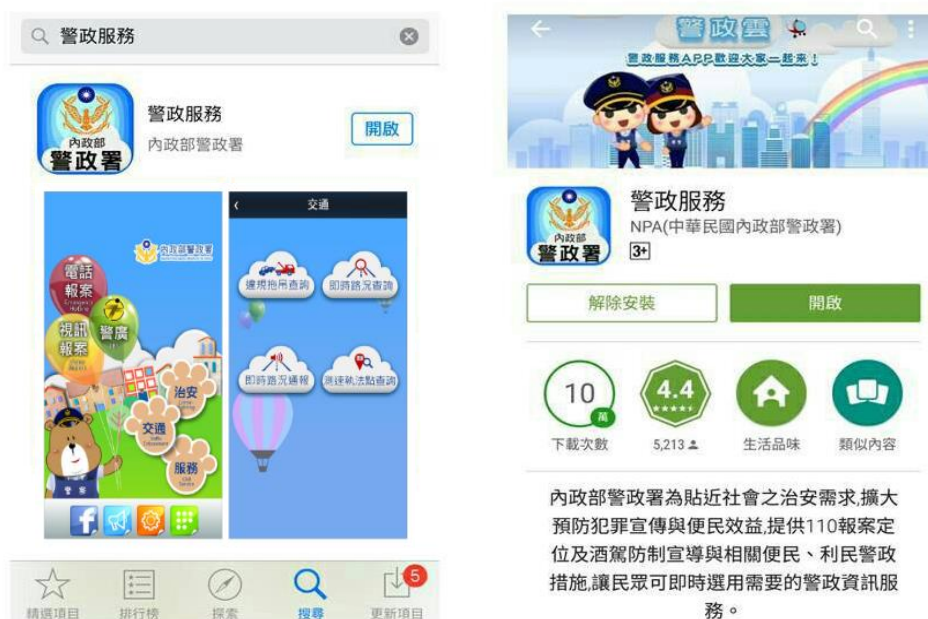 警政服務
內政部
警政署
警政服務
內政部警政署
開啟
內政部警政署
電話
報案
視訊
報案
警廣
治安
交通
服務
警察
交通
違規拖吊查詢
即時路況查詢
即時路況通報
測速執法點查詢
精選項目
排行榜
探索
搜尋
更新項目
5
警政雲
警政服務APP歡迎大家一起來！
內政部
警政署
警政服務
NPA(中華民國內政部警政署)
3+
解除安裝
開啟
10
萬
下載次數
4.4
5,213
生活品味
類似內容
內政部警政署為貼近社會之治安需求,擴大
預防犯罪宣傳與便民效益,提供110報案定
位及酒駕防制宣導與相關便民、利民警政
措施,讓民眾可即時選用需要的警政資訊服
務。